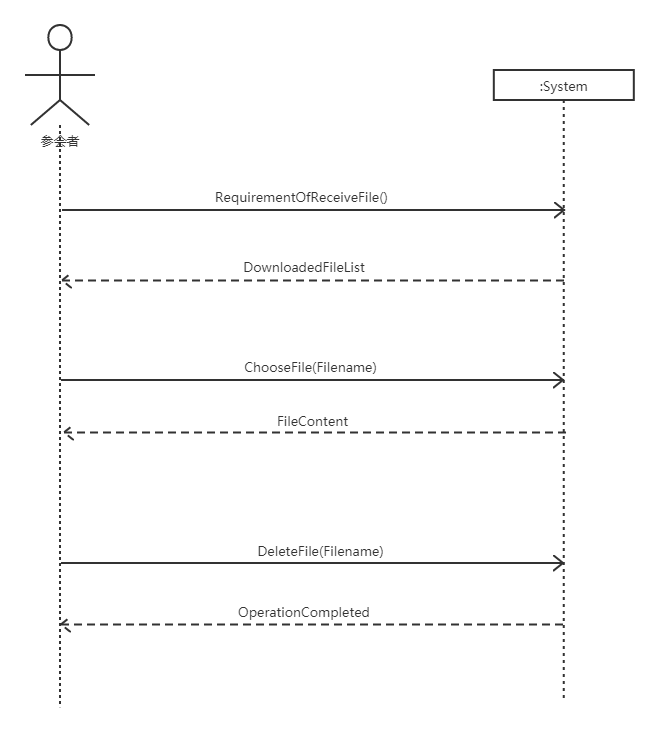 :System
参会者
RequirementOfReceiveFile()
DownloadedFileList
ChooseFile(Filename)
FileContent
DeleteFile(Filename)
OperationCompleted